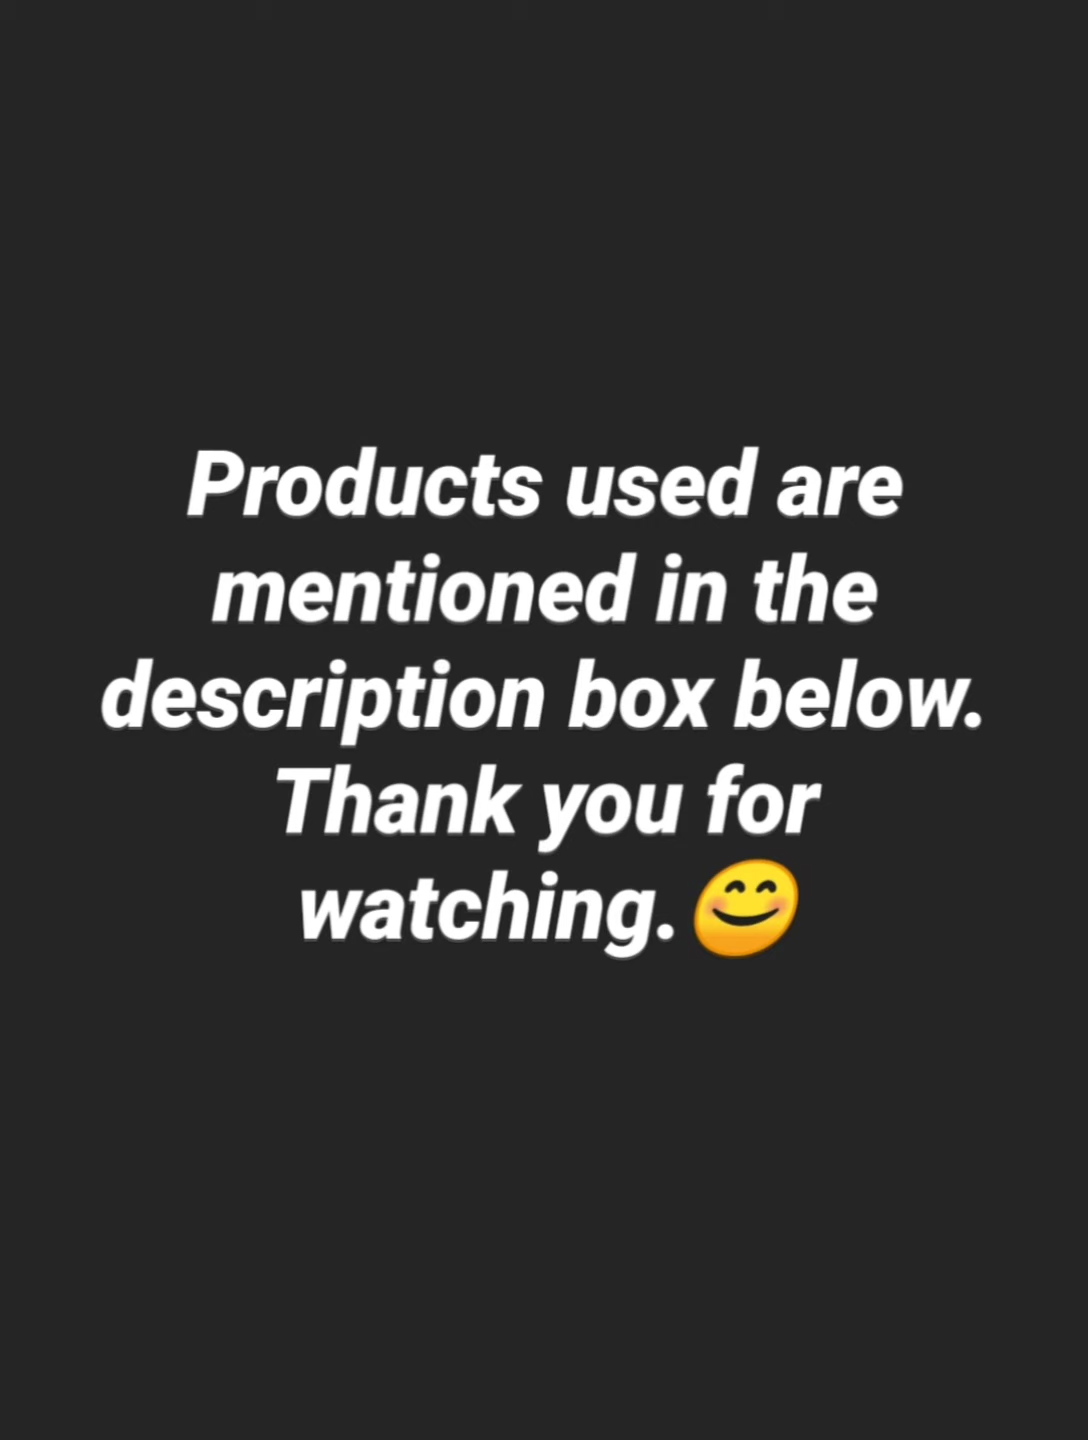 Products used are
mentioned in the
description box below.
Thank you for
watching. 😊